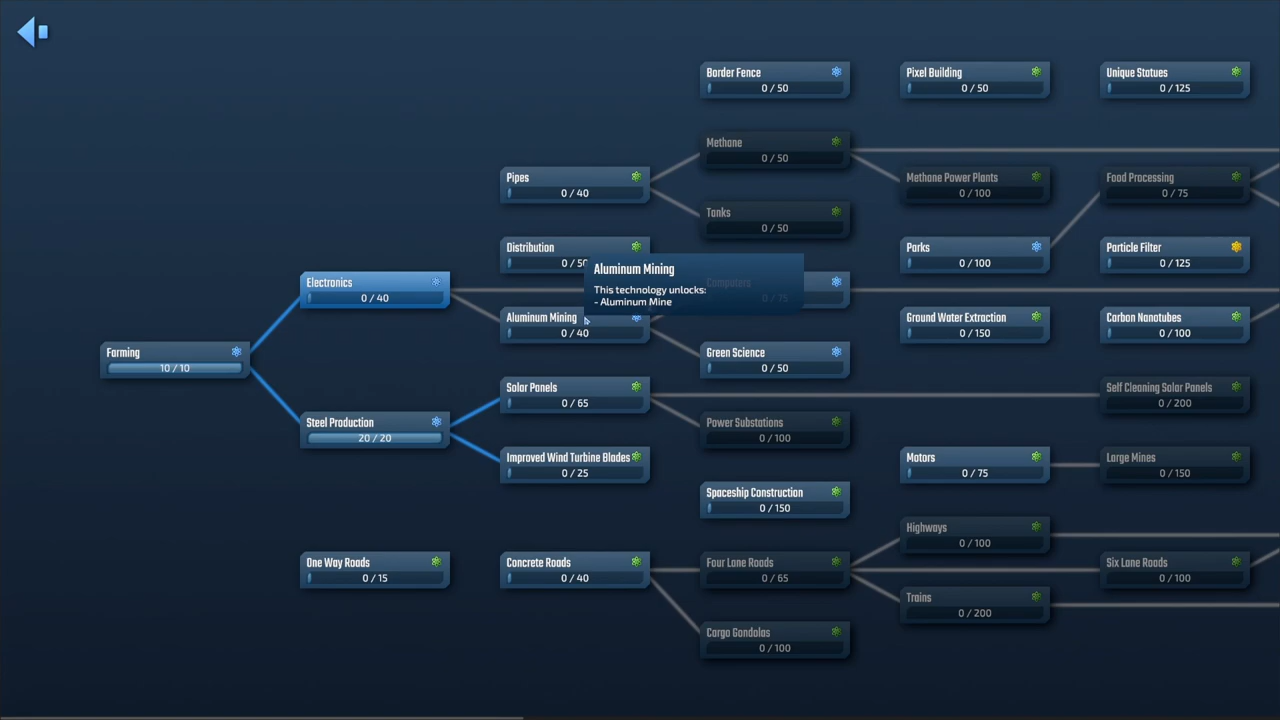 Border Fence
0 / 50
Pixel Building
0 / 50
Unique Statues
0 / 125
Methane
0 / 50
Pipes
0 / 40
Methane Power Plants
0 / 100
Food Processing
0 / 75
Tanks
0 / 50
Distribution
0 / 50
Parks
0 / 100
Particle Filter
0 / 125
Aluminum Mining
This technology unlocks:
- Aluminum Mine
Electronics
0 / 40
Computers
0 / 75
Aluminum Mining
0 / 40
Ground Water Extraction
0 / 150
Carbon Nanotubes
0 / 100
Farming
10 / 10
Green Science
0 / 50
Solar Panels
0 / 65
Self Cleaning Solar Panels
0 / 200
Steel Production
20 / 20
Power Substations
0 / 100
Improved Wind Turbine Blades
0 / 25
Motors
0 / 75
Large Mines
0 / 150
Spaceship Construction
0 / 150
Highways
0 / 100
One Way Roads
0 / 15
Concrete Roads
0 / 40
Four Lane Roads
0 / 65
Six Lane Roads
0 / 100
Trains
0 / 200
Cargo Gondolas
0 / 100